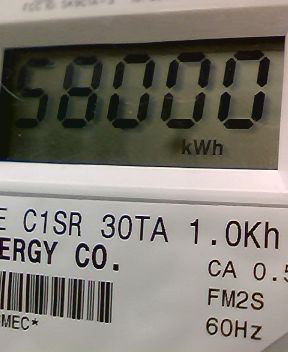 58000
kWh
E C1SR 30TA 1.0Kh
ERGY CO.
CA 0.5
FM2S
MEC*
60Hz